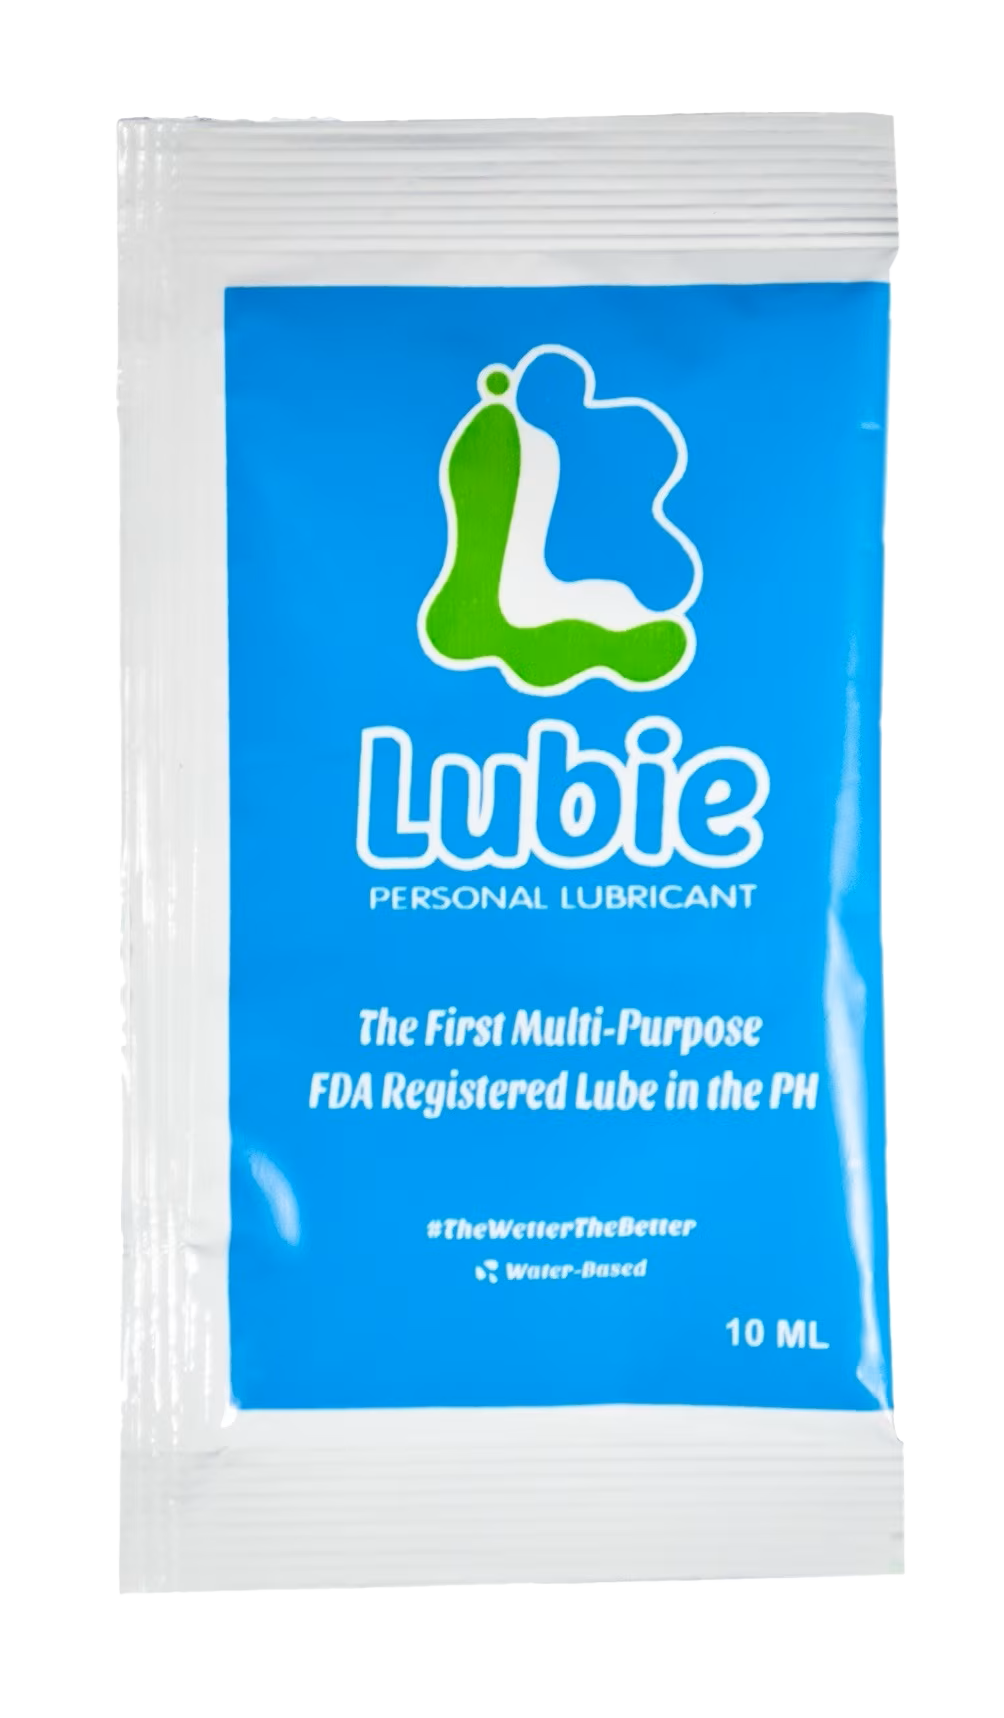 Lubie
PERSONAL LUBRICANT
The First Multi-Purpose
FDA Registered Lube in the PH
#TheWetterTheBetter
Water-Based
10 ML